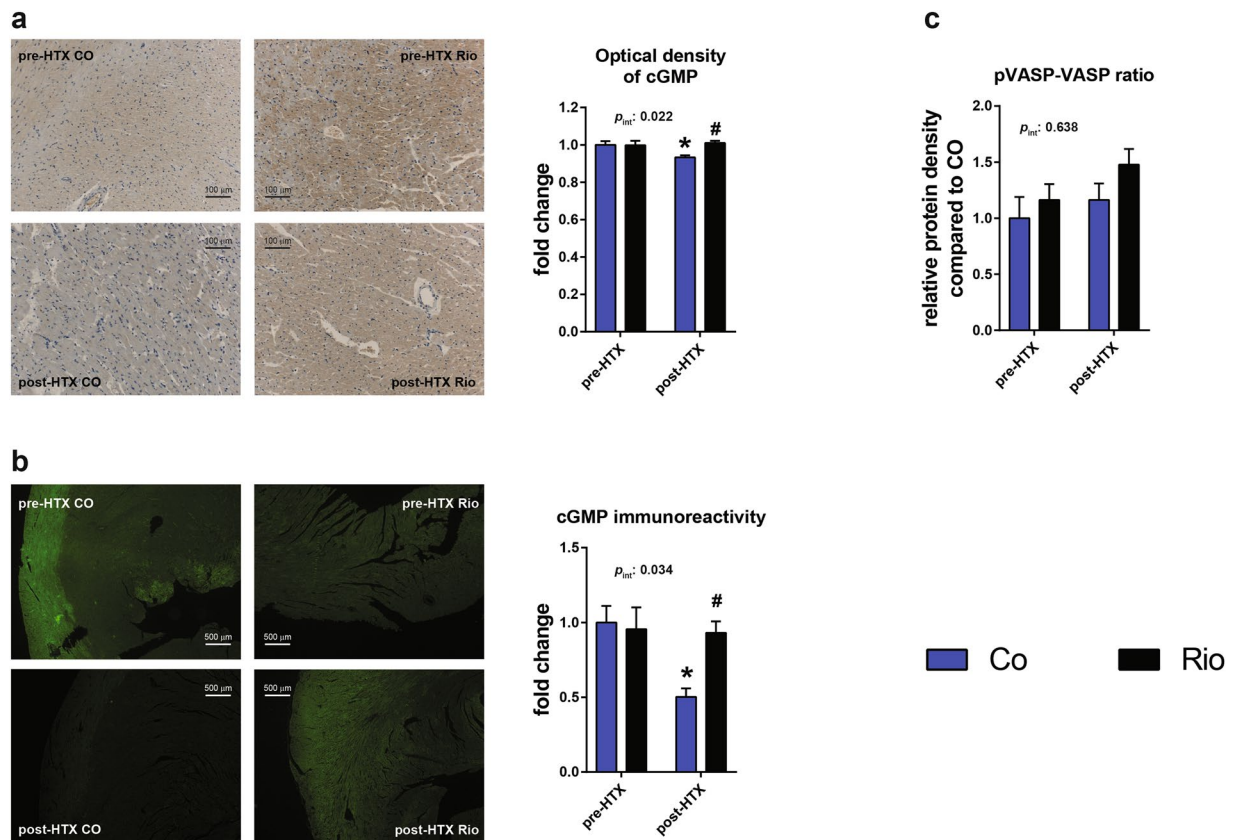 a
pre-HTX CO
100 µm
pre-HTX Rio
100 µm
post-HTX CO
100 µm
post-HTX Rio
100 µm
Optical density
of cGMP
fold change
1.2
1.0
0.8
0.6
0.4
0.2
0.0
pint: 0.022
*
#
pre-HTX
post-HTX
c
pVASP-VASP ratio
relative protein density
compared to CO
2.0
1.5
1.0
0.5
0.0
pint: 0.638
pre-HTX
post-HTX
b
pre-HTX CO
500 µm
pre-HTX Rio
500 µm
post-HTX CO
500 µm
post-HTX Rio
500 µm
cGMP immunoreactivity
fold change
1.5
1.0
0.5
0.0
pint: 0.034
*
#
pre-HTX
post-HTX
Co
Rio